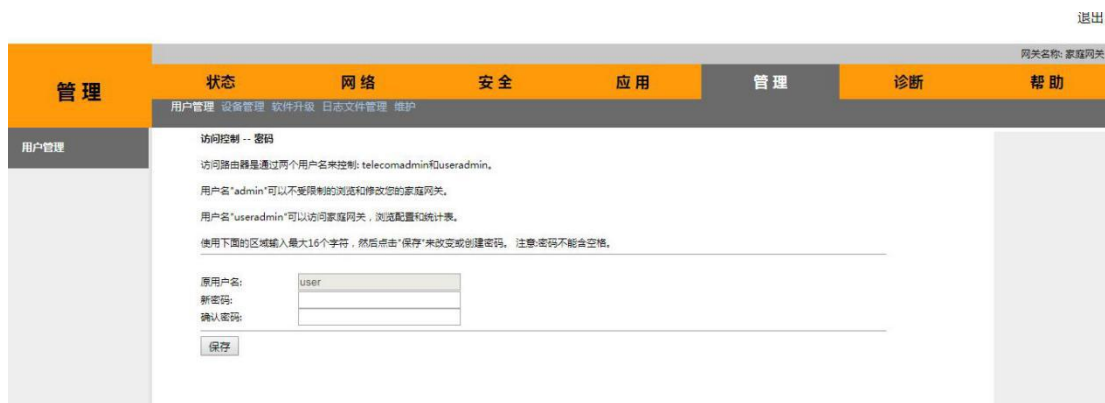 退出
网关名称: 家庭网关
管理
状态 网络 安全 应用 管理 诊断 帮助
用户管理 设备管理 软件升级 日志文件管理 维护
用户管理
访问控制 -- 密码
访问路由器是通过两个用户名来控制: telecomadmin和useradmin。
用户名"admin"可以不受限制的浏览和修改您的家庭网关。
用户名"useradmin"可以访问家庭网关，浏览配置和统计表。
使用下面的区域输入最大16个字符，然后点击"保存"来改变或创建密码。 注意:密码不能含空格。
原用户名: user
新密码:
确认密码:
保存